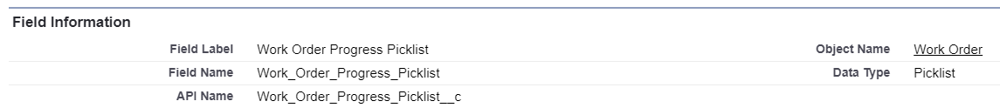 Field Information
Field Label Work Order Progress Picklist Object Name Work Order
Field Name Work_Order_Progress_Picklist Data Type Picklist
API Name Work_Order_Progress_Picklist__c